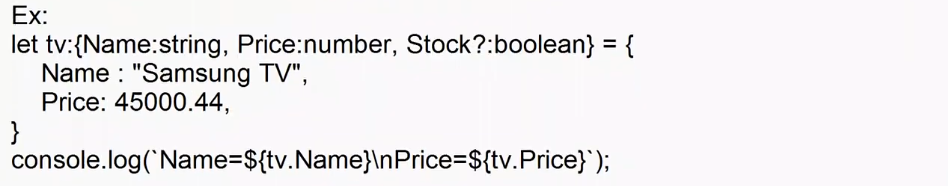 Ex:
let tv:{Name:string, Price:number, Stock?:boolean} = {
Name : "Samsung TV",
Price: 45000.44,
}
console.log(`Name=${tv.Name}\nPrice=${tv.Price}`);